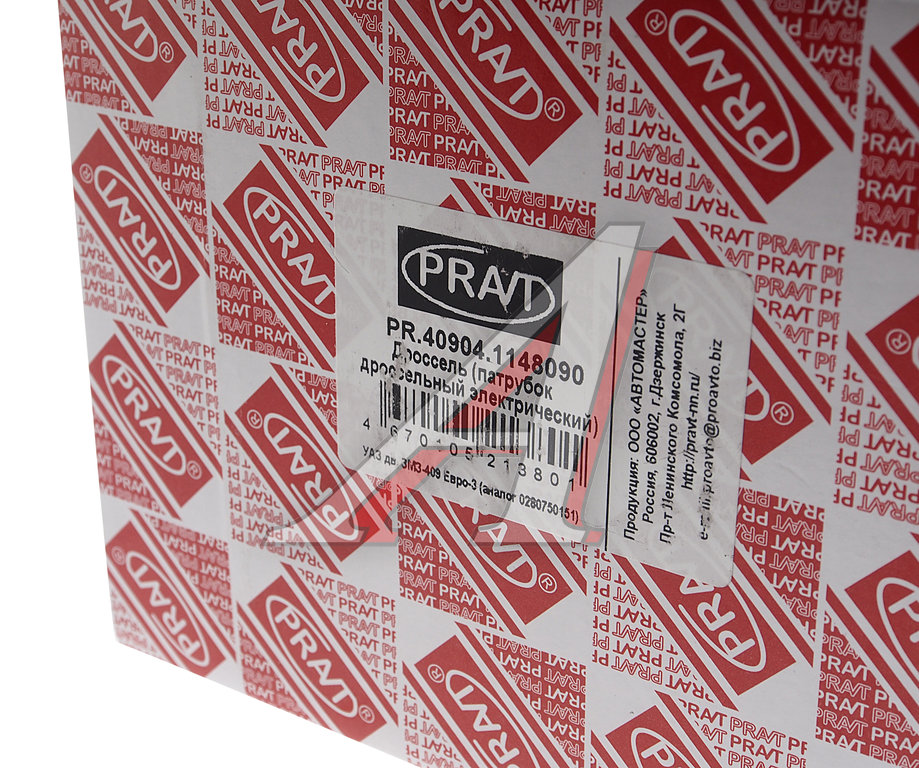 PRAVT
PR.40904.1148090
Дроссель (патрубок
дроссельный электрический)
4 670105 213801
УАЗ дв. ЗМЗ-409 Евро-3 (аналог 0280750151)
Продукция: ООО «АВТОМАСТЕР»
Россия, 606002, г.Дзержинск
Пр-т Ленинского Комсомола, 2Г
http://pravt-nn.ru/
e-mail: proavto@proavto.biz